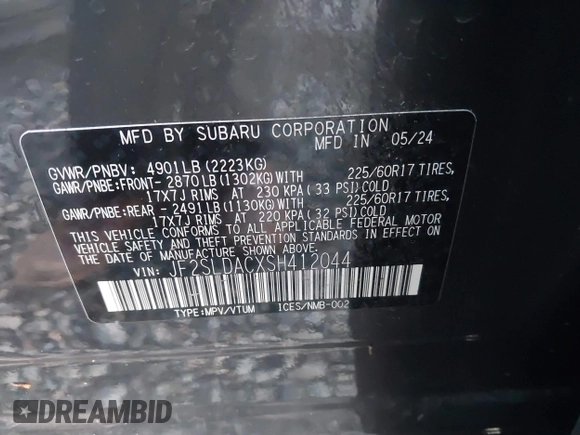 MFD BY SUBARU CORPORATION
MFD IN 05/24
GVWR/PNBV: 4901LB(2223KG)
GAWR/PNBE:FRONT- 2870LB(1302KG)WITH 225/60R17 TIRES,
17X7J RIMS AT 230 KPA(33 PSI)COLD
GAWR/PNBE:REAR - 2491LB(1130KG)WITH 225/60R17 TIRES,
17X7J RIMS AT 220 KPA(32 PSI)COLD
THIS VEHICLE CONFORMS TO ALL APPLICABLE FEDERAL MOTOR
VEHICLE SAFETY AND THEFT PREVENTION STANDARDS IN EFFECT
ON THE DATE OF MANUFACTURE SHOWN ABOVE.
VIN: JF2SLDACXSH412044
TYPE:MPV/VTUM ICES/NMB-002
DREAMBID